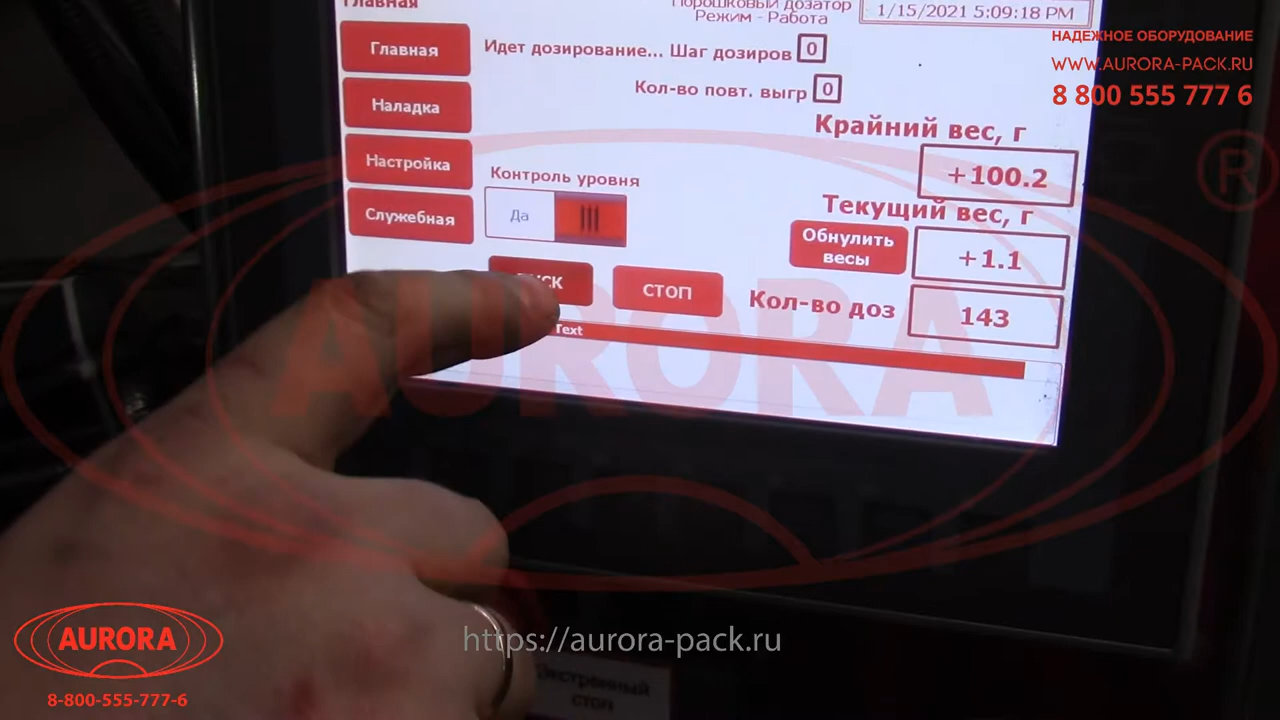 Главная
Порошковый дозатор
Режим - Работа
1/15/2021 5:09:18 PM
НАДЕЖНОЕ ОБОРУДОВАНИЕ
WWW.AURORA-PACK.RU
8 800 555 777 6
Главная
Идет дозирование... Шаг дозиров 0
Наладка
Кол-во повт. выгр 0
Крайний вес, г
+100.2
Настройка
Контроль уровня
Служебная
Да
Текущий вес, г
Обнулить
весы
+1.1
СТОП
Кол-во доз
143
Text
AURORA
®
AURORA
8-800-555-777-6
https://aurora-pack.ru
стоп